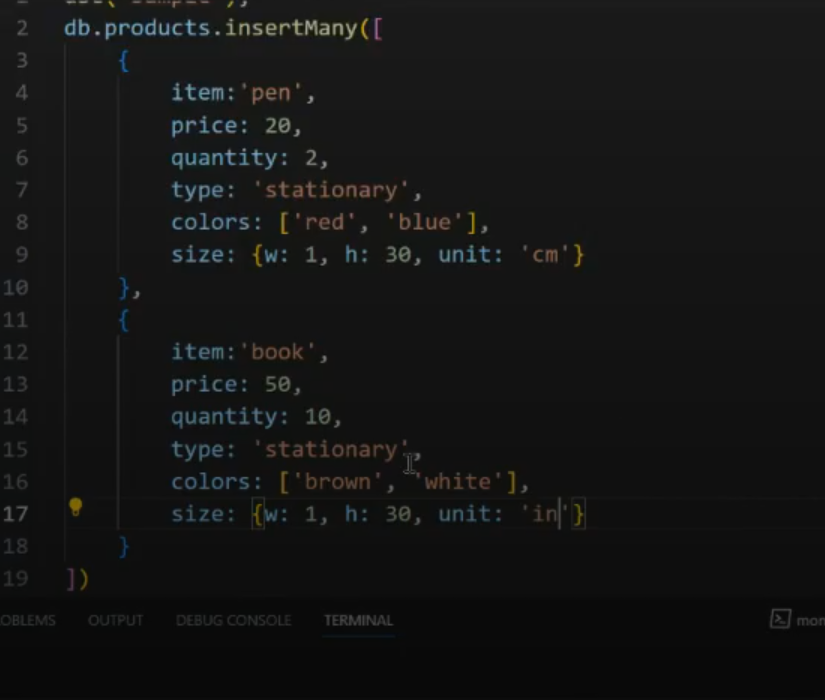 2 db.products.insertMany([
3 {
4 item:'pen',
5 price: 20,
6 quantity: 2,
7 type: 'stationary',
8 colors: ['red', 'blue'],
9 size: {w: 1, h: 30, unit: 'cm'}
10 },
11 {
12 item:'book',
13 price: 50,
14 quantity: 10,
15 type: 'stationary',
16 colors: ['brown', 'white'],
17 size: {w: 1, h: 30, unit: 'in'}
18 }
19 ])
OBLEMS OUTPUT DEBUG CONSOLE TERMINAL mon